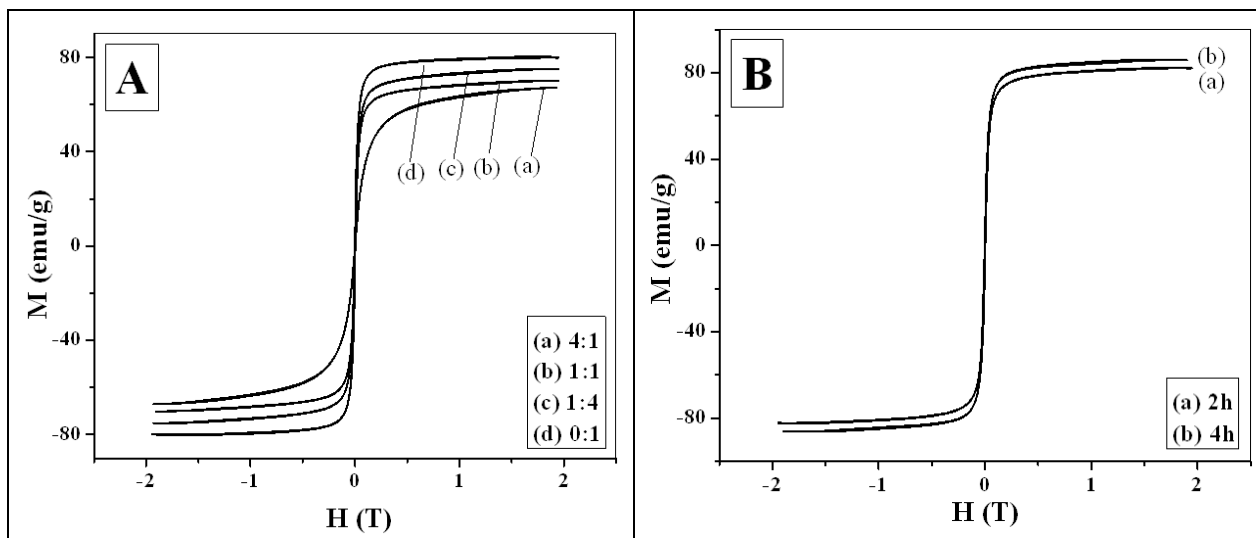 A
80
40
0
-40
-80
M (emu/g)
(d)
(c)
(b)
(a)
(a) 4:1
(b) 1:1
(c) 1:4
(d) 0:1
-2
-1
0
1
2
H (T)
B
80
40
0
-40
-80
M (emu/g)
(b)
(a)
(a) 2h
(b) 4h
-2
-1
0
1
2
H (T)